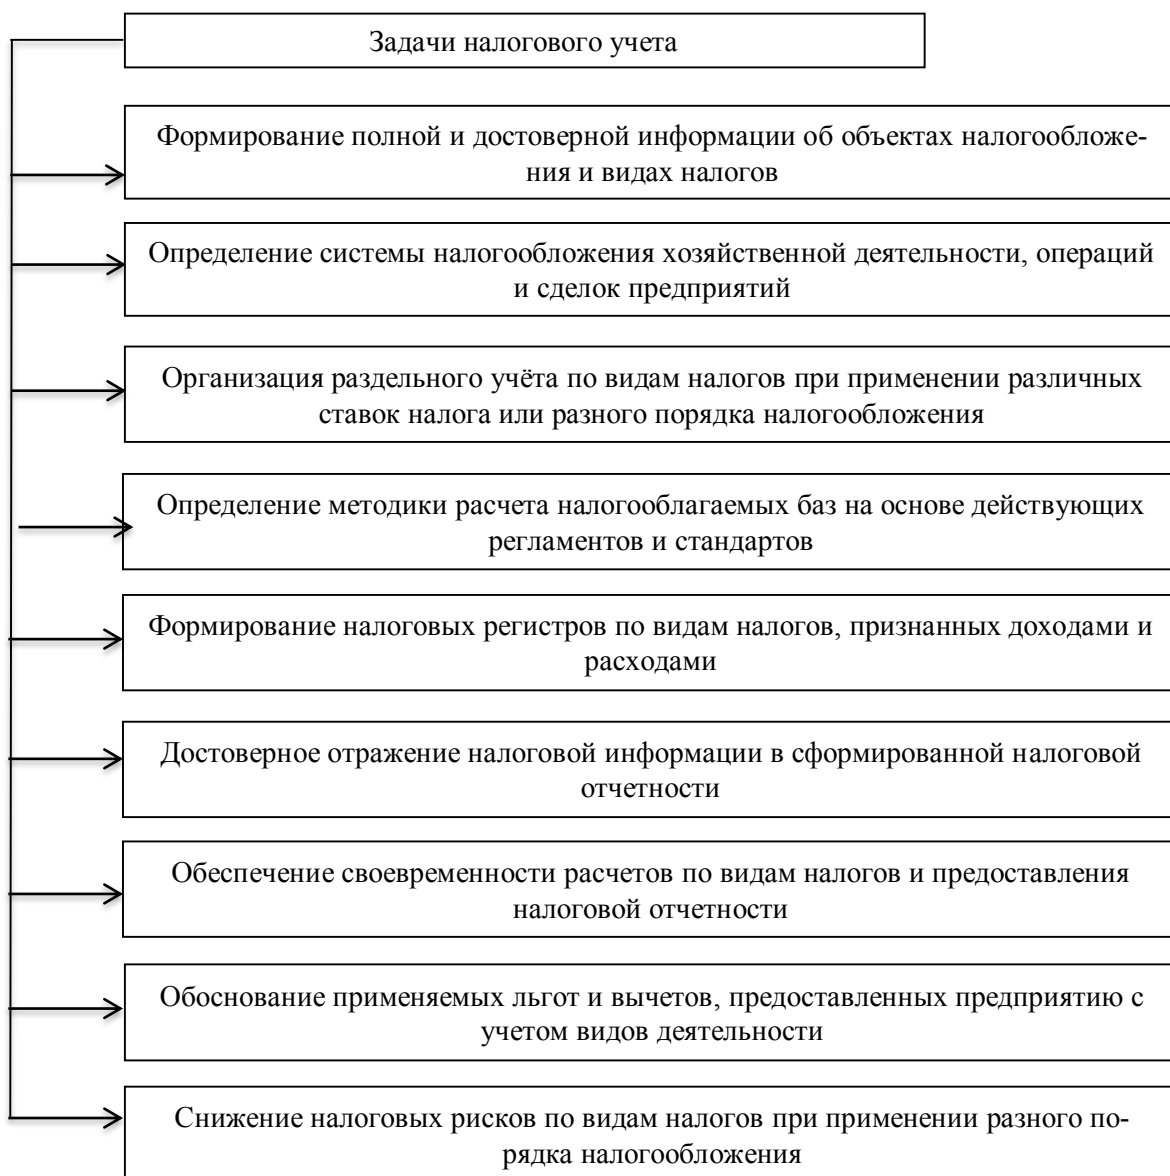 Задачи налогового учета
Формирование полной и достоверной информации об объектах налогообложе-
ния и видах налогов
Определение системы налогообложения хозяйственной деятельности, операций
и сделок предприятий
Организация раздельного учёта по видам налогов при применении различных
ставок налога или разного порядка налогообложения
Определение методики расчета налогооблагаемых баз на основе действующих
регламентов и стандартов
Формирование налоговых регистров по видам налогов, признанных доходами и
расходами
Достоверное отражение налоговой информации в сформированной налоговой
отчетности
Обеспечение своевременности расчетов по видам налогов и предоставления
налоговой отчетности
Обоснование применяемых льгот и вычетов, предоставленных предприятию с
учетом видов деятельности
Снижение налоговых рисков по видам налогов при применении разного по-
рядка налогообложения